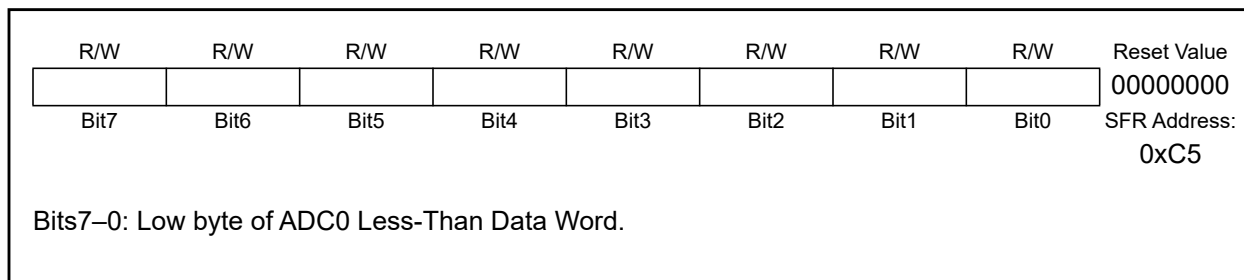 R/W R/W R/W R/W R/W R/W R/W R/W Reset Value
00000000
Bit7 Bit6 Bit5 Bit4 Bit3 Bit2 Bit1 Bit0 SFR Address:
0xC5
Bits7–0: Low byte of ADC0 Less-Than Data Word.